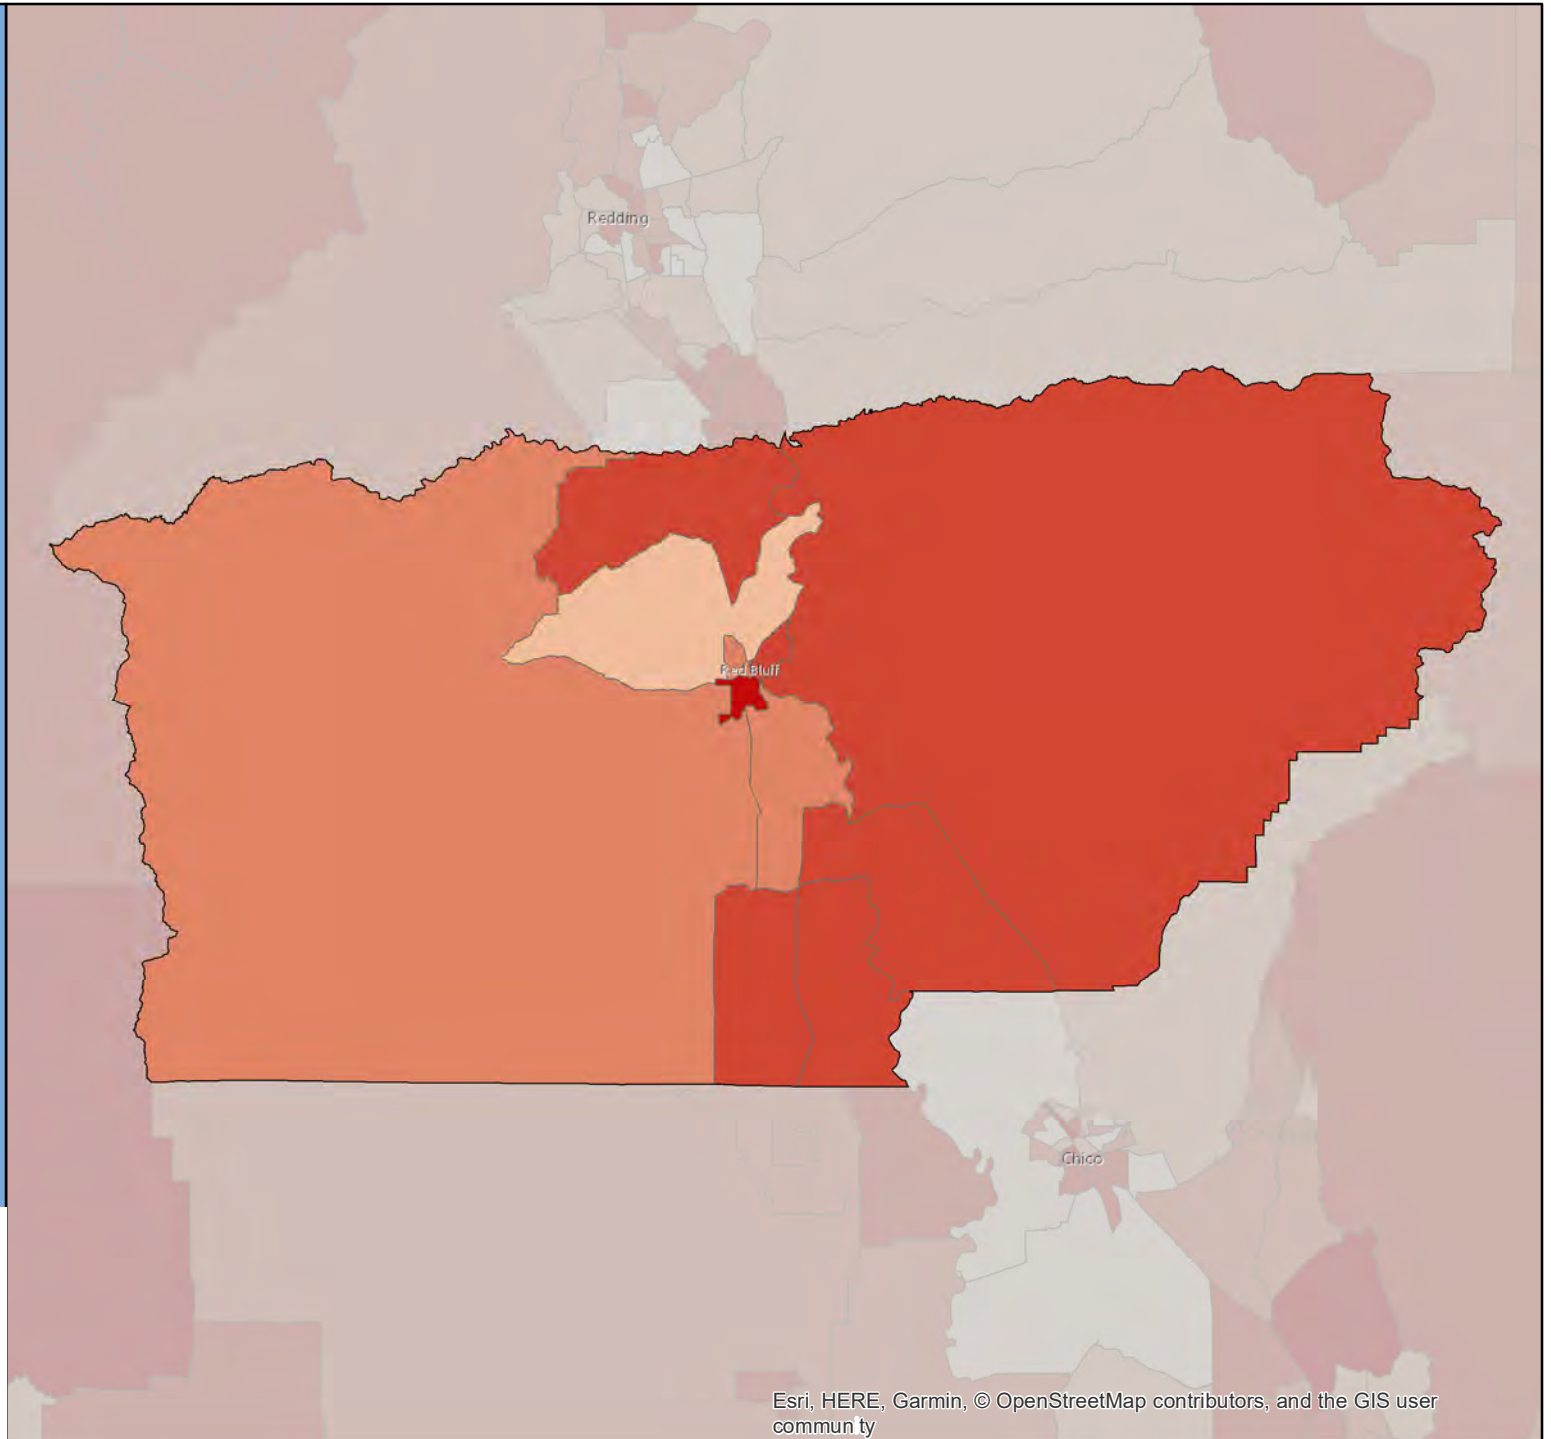 Redding
Red Bluff
Chico
Esri, HERE, Garmin, © OpenStreetMap contributors, and the GIS user
commun ty